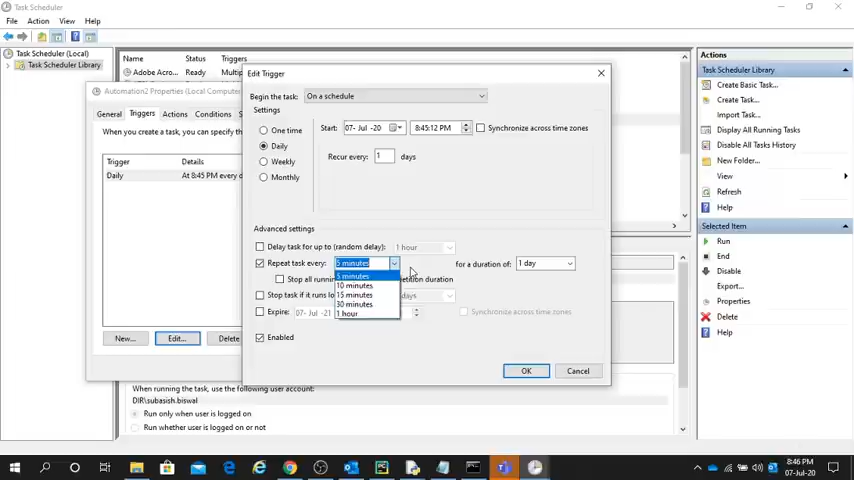 Task Scheduler
File Action View Help
Task Scheduler (Local)
Task Scheduler Library
Name Status Triggers
Adobe Acro... Ready Multip
Automation2 Properties (Local Computer
General Triggers Actions Conditions
When you create a task, you can specify the
Trigger Details
Daily At 8:45 PM every d
New... Edit... Delete
When running the task, use the following user account:
DIR\subasish.biswal
Run only when user is logged on
Run whether user is logged on or not
Edit Trigger
Begin the task: On a schedule
Settings
One time
Daily
Weekly
Monthly
Start: 07- Jul -20 8:45:12 PM Synchronize across time zones
Recur every: 1 days
Advanced settings
Delay task for up to (random delay): 1 hour
Repeat task every: 5 minutes for a duration of: 1 day
5 minutes
10 minutes
15 minutes
30 minutes
1 hour
Stop all runni etition duration
Stop task if it runs lo days
Expire: 07- Jul -21 Synchronize across time zones
Enabled
OK Cancel
Actions
Task Scheduler Library
Create Basic Task...
Create Task...
Import Task...
Display All Running Tasks
Disable All Tasks History
New Folder...
View
Refresh
Help
Selected Item
Run
End
Disable
Export...
Properties
Delete
Help
8:46 PM
07-Jul-20